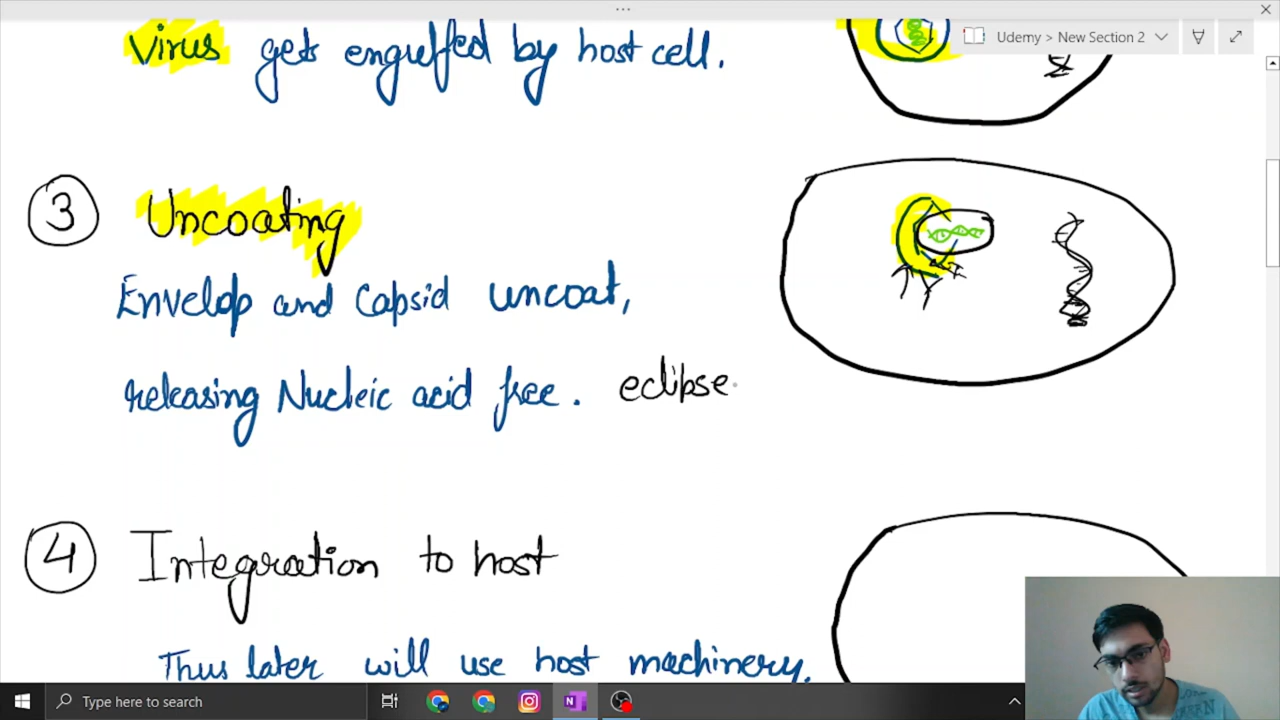 ...
Virus gets engulfed by host cell.
Udemy > New Section 2
3 Uncoating
Envelop and Capsid uncoat,
releasing Nucleic acid free. eclipse
4 Integration to host
Thus later will use host machinery.
Type here to search